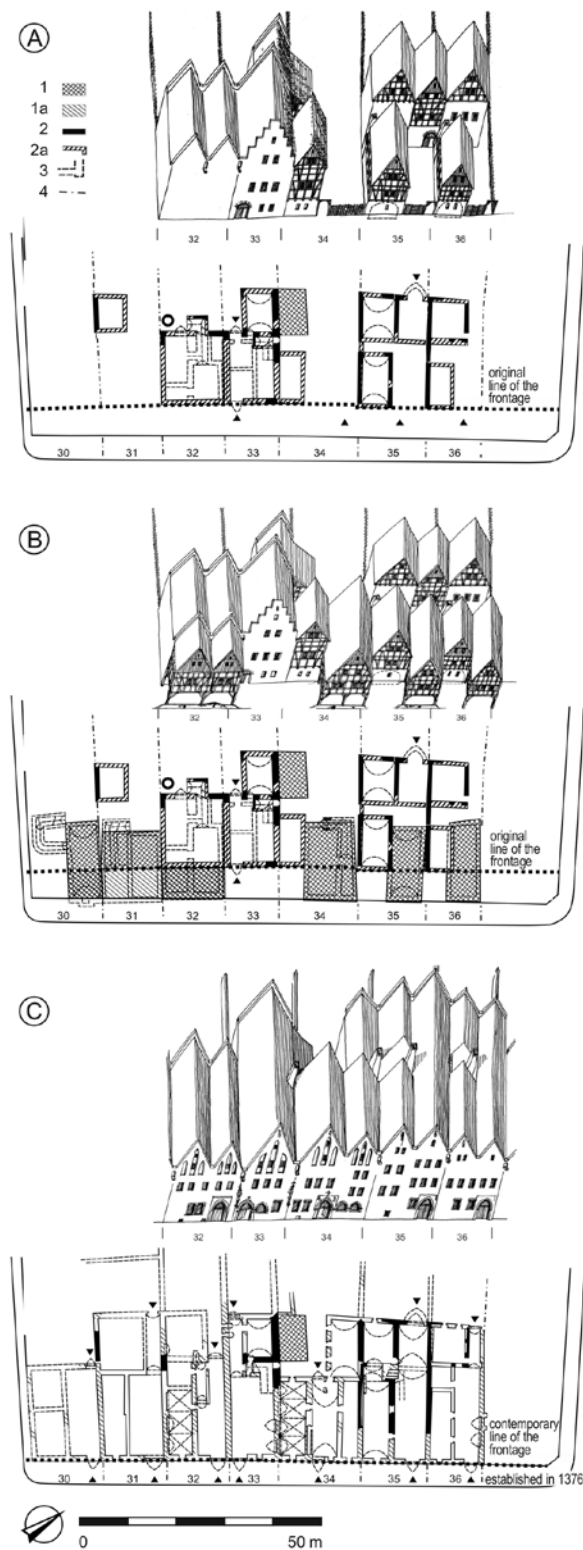 A
1
1a
2
2a
3
4
32 33 34 35 36
original
line of the
frontage
30 31 32 33 34 35 36
B
32 33 34 35 36
original
line of the
frontage
30 31 32 33 34 35 36
C
32 33 34 35 36
contemporary
line of the
frontage
30 31 32 33 34 35 36 established in 1376
0 50 m